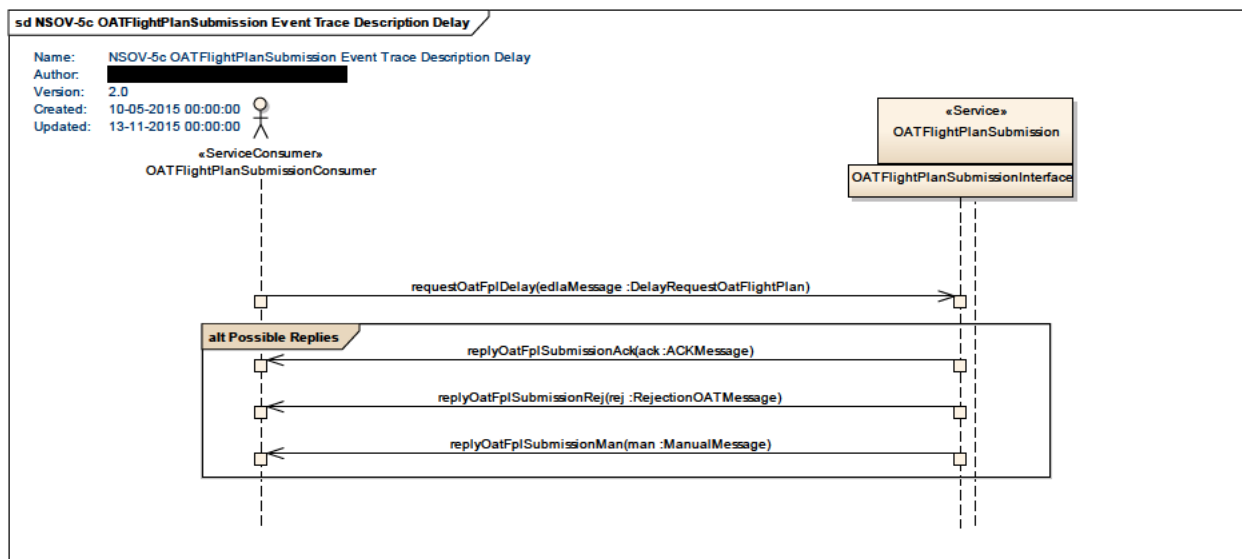 sd NSOV-5c OATFlightPlanSubmission Event Trace Description Delay
Name: NSOV-5c OATFlightPlanSubmission Event Trace Description Delay
Author:
Version: 2.0
Created: 10-05-2015 00:00:00
Updated: 13-11-2015 00:00:00
«ServiceConsumer»
OATFlightPlanSubmissionConsumer
«Service»
OATFlightPlanSubmission
OATFlightPlanSubmissionInterface
requestOatFplDelay(edlaMessage :DelayRequestOatFlightPlan)
alt Possible Replies
replyOatFplSubmissionAck(ack :ACKMessage)
replyOatFplSubmissionRej(rej :RejectionOATMessage)
replyOatFplSubmissionMan(man :ManualMessage)